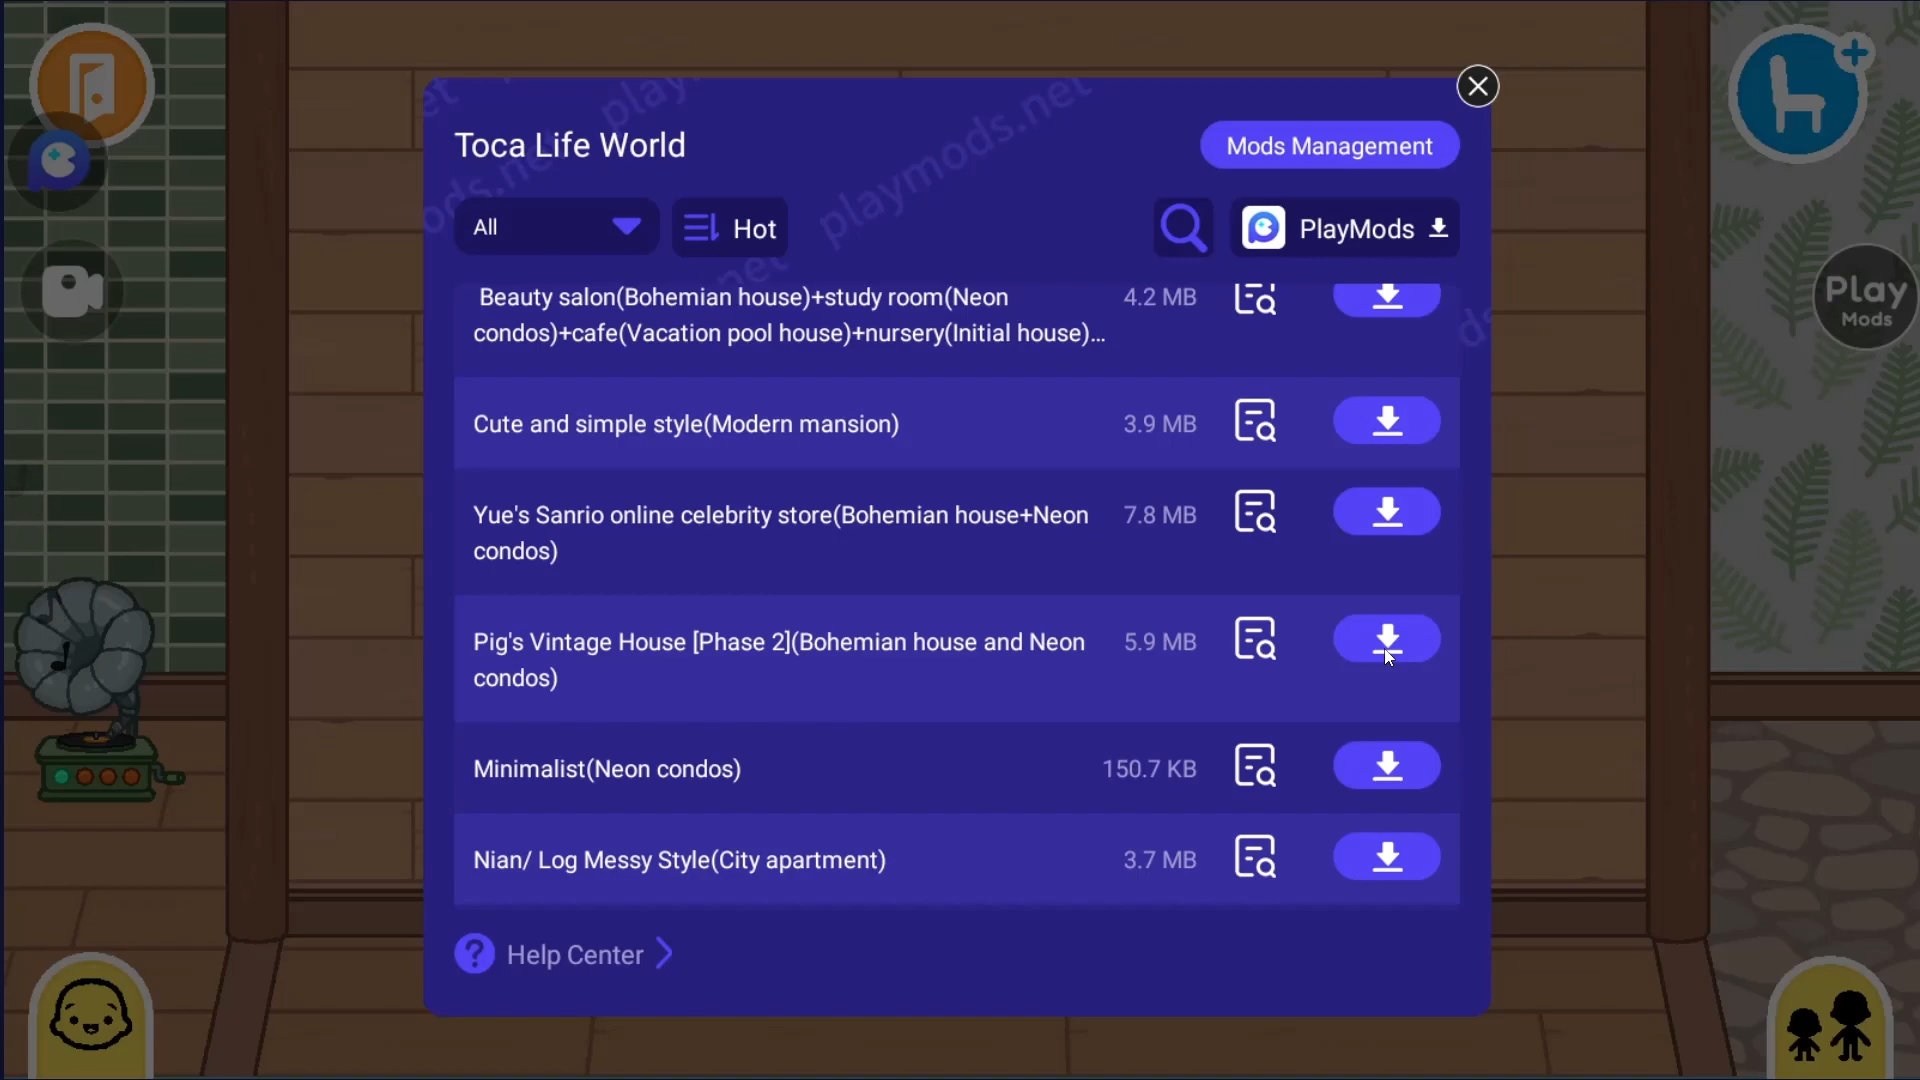 playmods.net
Toca Life World
Mods Management
All
Hot
PlayMods
Play
Mods
Beauty salon(Bohemian house)+study room(Neon
condos)+cafe(Vacation pool house)+nursery(Initial house)...
4.2 MB
Cute and simple style(Modern mansion)
3.9 MB
Yue's Sanrio online celebrity store(Bohemian house+Neon
condos)
7.8 MB
Pig's Vintage House [Phase 2](Bohemian house and Neon
condos)
5.9 MB
Minimalist(Neon condos)
150.7 KB
Nian/ Log Messy Style(City apartment)
3.7 MB
? Help Center